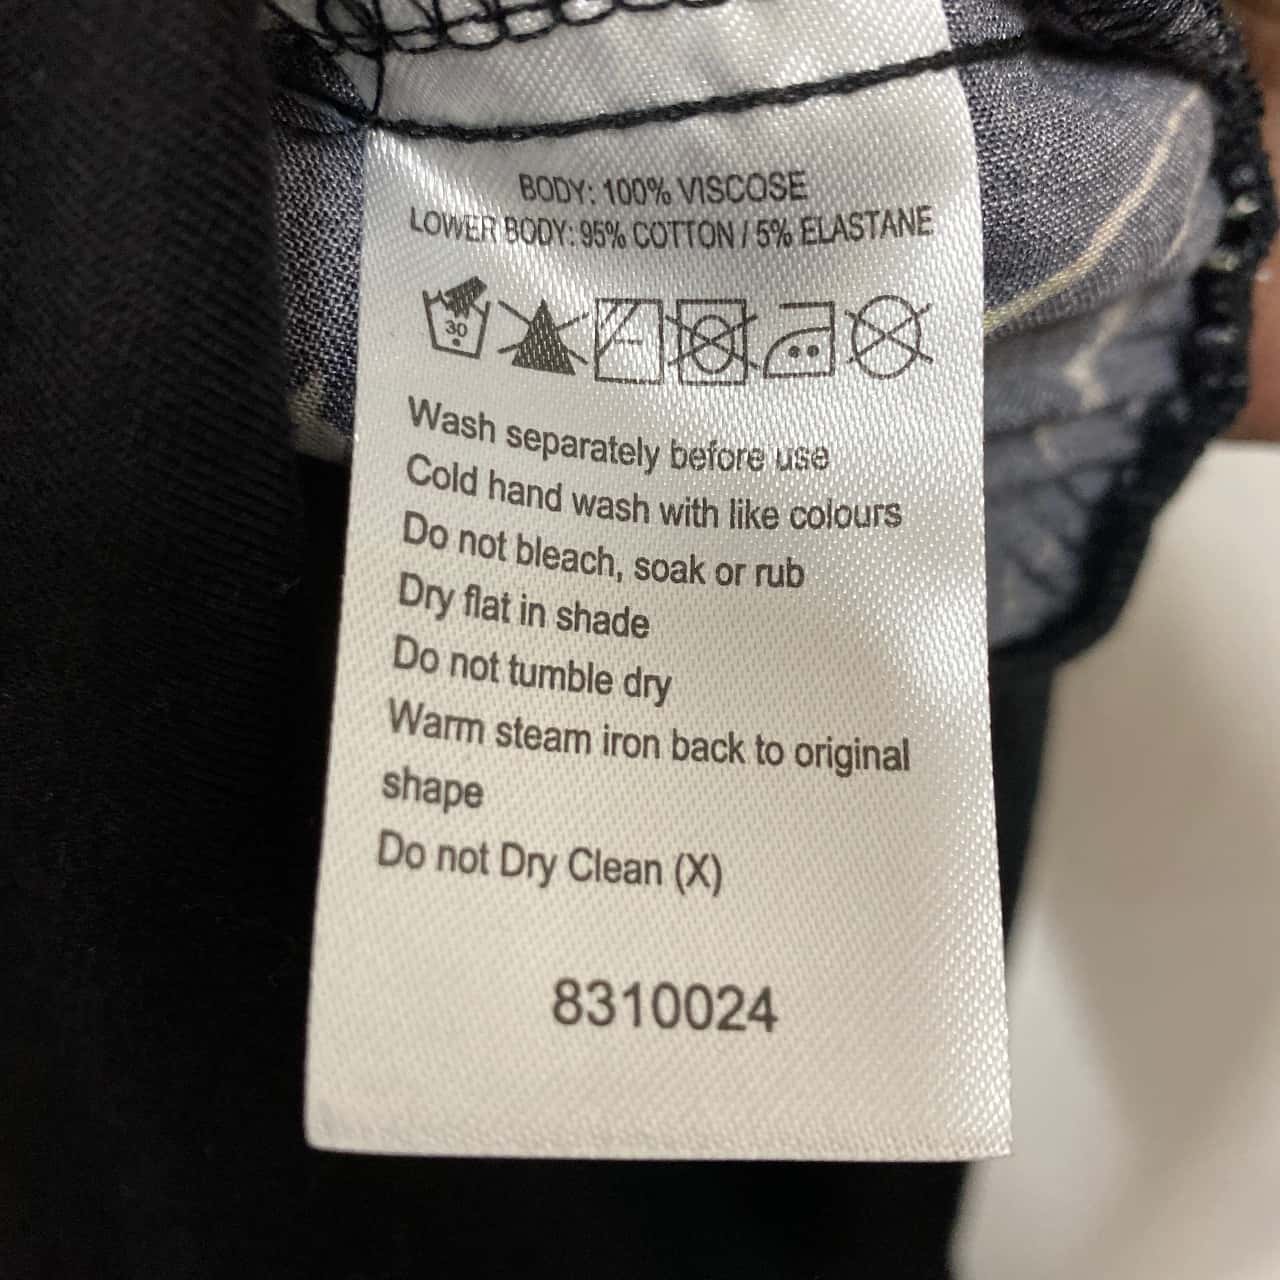 BODY: 100% VISCOSE
LOWER BODY: 95% COTTON / 5% ELASTANE
30
Wash separately before use
Cold hand wash with like colours
Do not bleach, soak or rub
Dry flat in shade
Do not tumble dry
Warm steam iron back to original
shape
Do not Dry Clean (X)
8310024